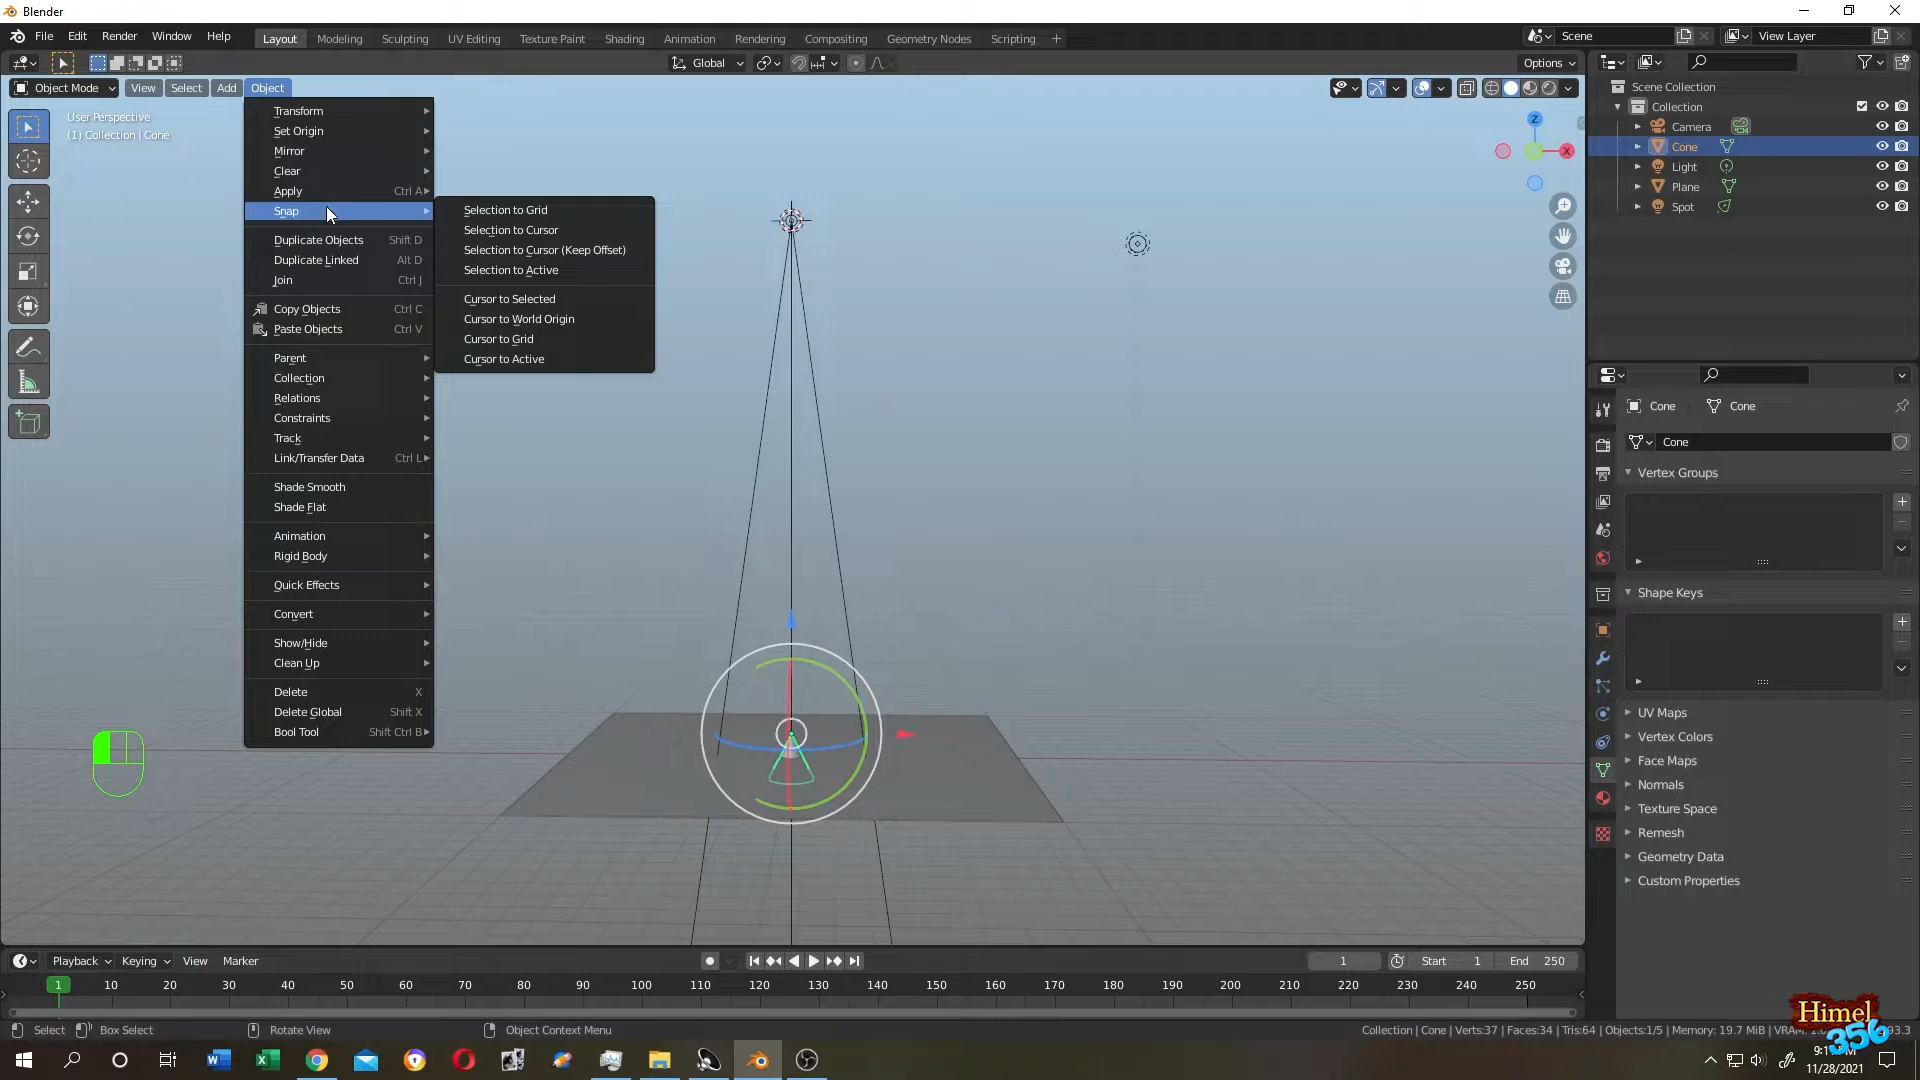 Blender
File Edit Render Window Help
Layout Modeling Sculpting UV Editing Texture Paint Shading Animation Rendering Compositing Geometry Nodes Scripting +
Scene
View Layer
Global
Options
Object Mode View Select Add Object
User Perspective
(1) Collection | Cone
Transform
Set Origin
Mirror
Clear
Apply Ctrl A
Snap
Duplicate Objects Shift D
Duplicate Linked Alt D
Join Ctrl J
Copy Objects Ctrl C
Paste Objects Ctrl V
Parent
Collection
Relations
Constraints
Track
Link/Transfer Data Ctrl L
Shade Smooth
Shade Flat
Animation
Rigid Body
Quick Effects
Convert
Show/Hide
Clean Up
Delete X
Delete Global Shift X
Bool Tool Shift Ctrl B
Selection to Grid
Selection to Cursor
Selection to Cursor (Keep Offset)
Selection to Active
Cursor to Selected
Cursor to World Origin
Cursor to Grid
Cursor to Active
Z
X
Scene Collection
Collection
Camera
Cone
Light
Plane
Spot
Cone Cone
Cone
Vertex Groups
Shape Keys
UV Maps
Vertex Colors
Face Maps
Normals
Texture Space
Remesh
Geometry Data
Custom Properties
Playback Keying View Marker
1 Start 1 End 250
1 10 20 30 40 50 60 70 80 90 100 110 120 130 140 150 160 170 180 190 200 210 220 230 240 250
Select Box Select Rotate View Object Context Menu
Collection | Cone | Verts:37 | Faces:34 | Tris:64 | Objects:1/5 | Memory: 19.7 MiB | VRAM:
Himel
356
11/28/2021